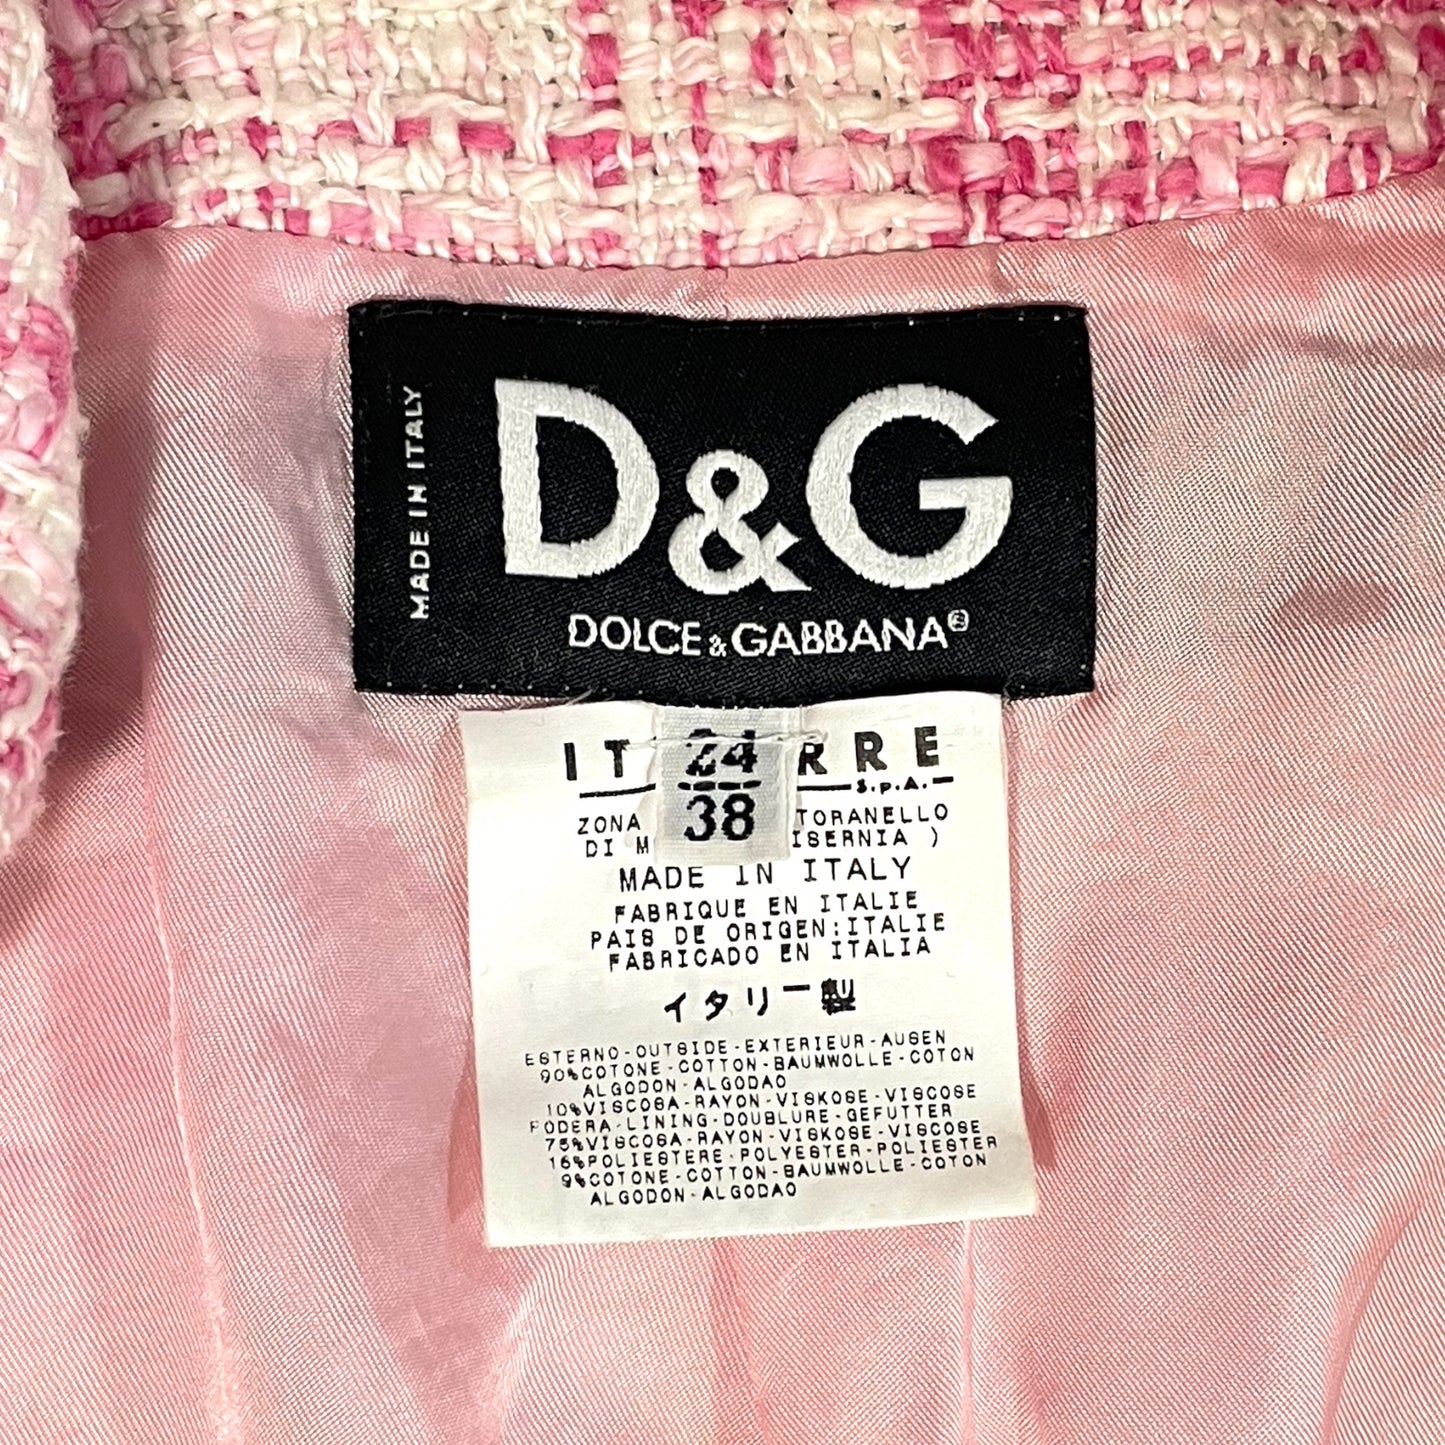 MADE IN ITALY
D&G
DOLCE & GABBANA®
24
38
IT RRE
S.p.A.
ZONA TORANELLO
DI M ISERNIA )
MADE IN ITALY
FABRIQUE EN ITALIE
PAIS DE ORIGEN:ITALIE
FABRICADO EN ITALIA
イタリー製
ESTERNO-OUTSIDE-EXTERIEUR-AUSEN
90%COTONE-COTTON-BAUMWOLLE-COTON
ALGODON-ALGODAO
10%VISCOSA-RAYON-VISKOSE-VISCOSE
FODERA-LINING-DOUBLURE-GEFUTTER
75%VISCOSA-RAYON-VISKOSE-VISCOSE
16%POLIESTERE-POLYESTER-POLIESTER
9%COTONE-COTTON-BAUMWOLLE-COTON
ALGODON-ALGODAO